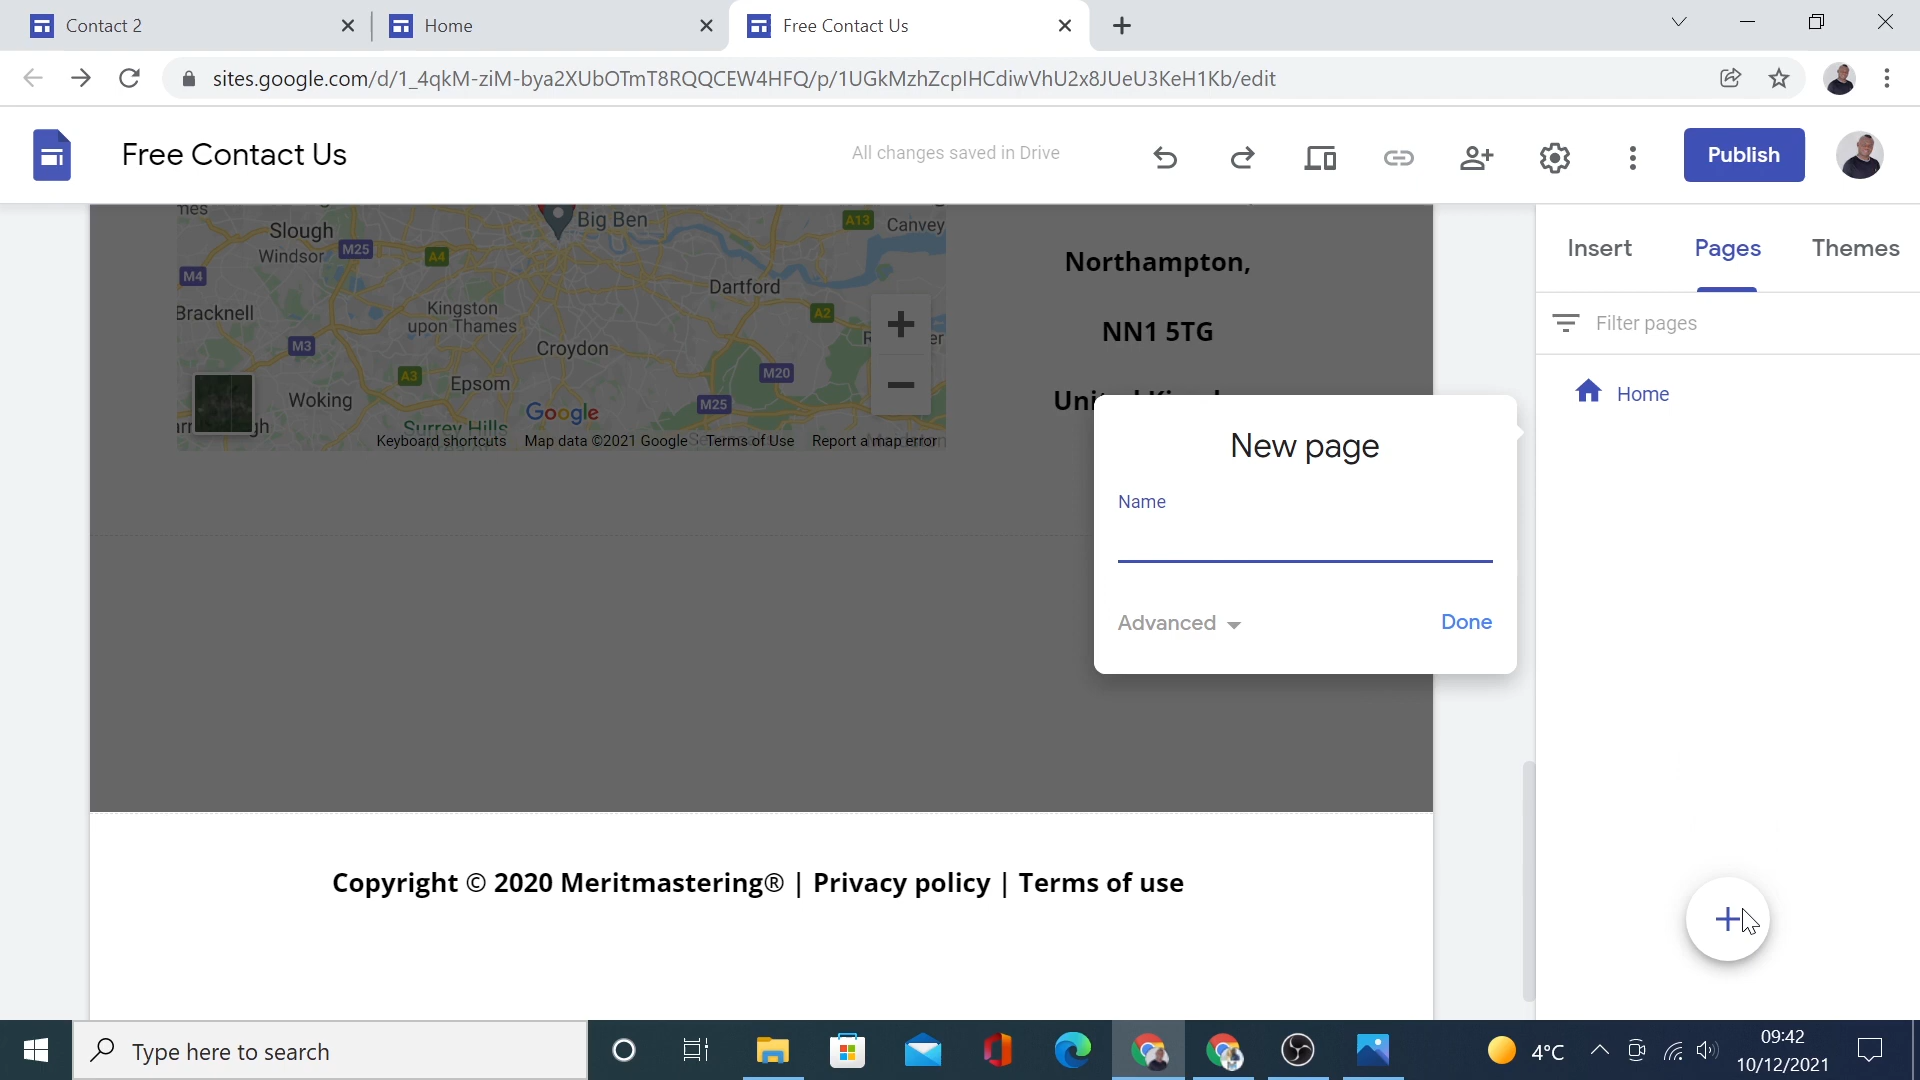 Contact 2
Home
Free Contact Us
sites.google.com/d/1_4qkM-ziM-bya2XUbOTmT8RQQCEW4HFQ/p/1UGkMzhZcpIHCdiwVhU2x8JUeU3KeH1Kb/edit
Free Contact Us
All changes saved in Drive
Publish
Insert
Pages
Themes
Filter pages
Home
Slough
Windsor
M25
A4
Big Ben
A13
Canvey
M4
Bracknell
Kingston
upon Thames
Dartford
A2
M3
Croydon
M20
A3
Epsom
Woking
M25
Google
Surrey Hills
Keyboard shortcuts
Map data ©2021 Google
Terms of Use
Report a map error
Northampton,
NN1 5TG
New page
Name
Advanced
Done
Copyright © 2020 Meritmastering® | Privacy policy | Terms of use
Type here to search
4°C
09:42
10/12/2021